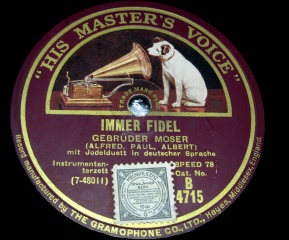 "HIS MASTER'S VOICE"
TRADE MARK
IMMER FIDEL
GEBRÜDER MOSER
(ALFRED, PAUL, ALBERT)
mit Jodelduett in deutscher Sprache
Instrumenten- SPEED 78
terzett Cat. No.
(7-48011) B
4715
Record manufactured by THE GRAMOPHONE CO., LTD., Hayes, Middlesex, England.